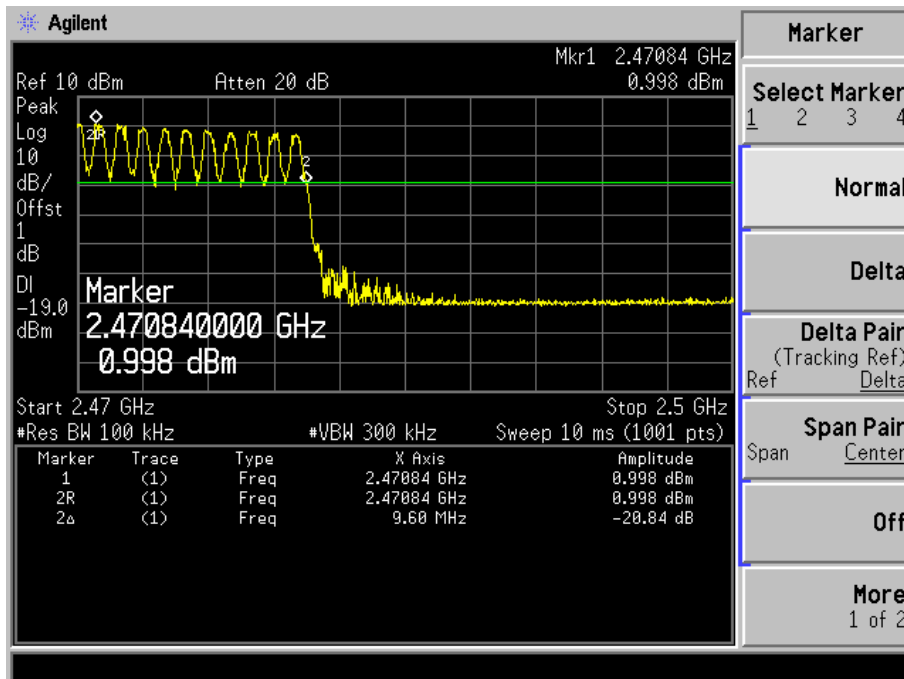 Agilent
Marker
Mkr1 2.47084 GHz
Ref 10 dBm Atten 20 dB 0.998 dBm
Peak
Log
10
dB/
Offst
1
dB
DI
-19.0
dBm
2R
2
Marker
2.470840000 GHz
0.998 dBm
Start 2.47 GHz Stop 2.5 GHz
#Res BW 100 kHz #VBW 300 kHz Sweep 10 ms (1001 pts)
Marker Trace Type X Axis Amplitude
1 (1) Freq 2.47084 GHz 0.998 dBm
2R (1) Freq 2.47084 GHz 0.998 dBm
2Δ (1) Freq 9.60 MHz -20.84 dB
Select Marker
1 2 3 4
Normal
Delta
Delta Pair
(Tracking Ref)
Ref Delta
Span Pair
Span Center
Off
More
1 of 2